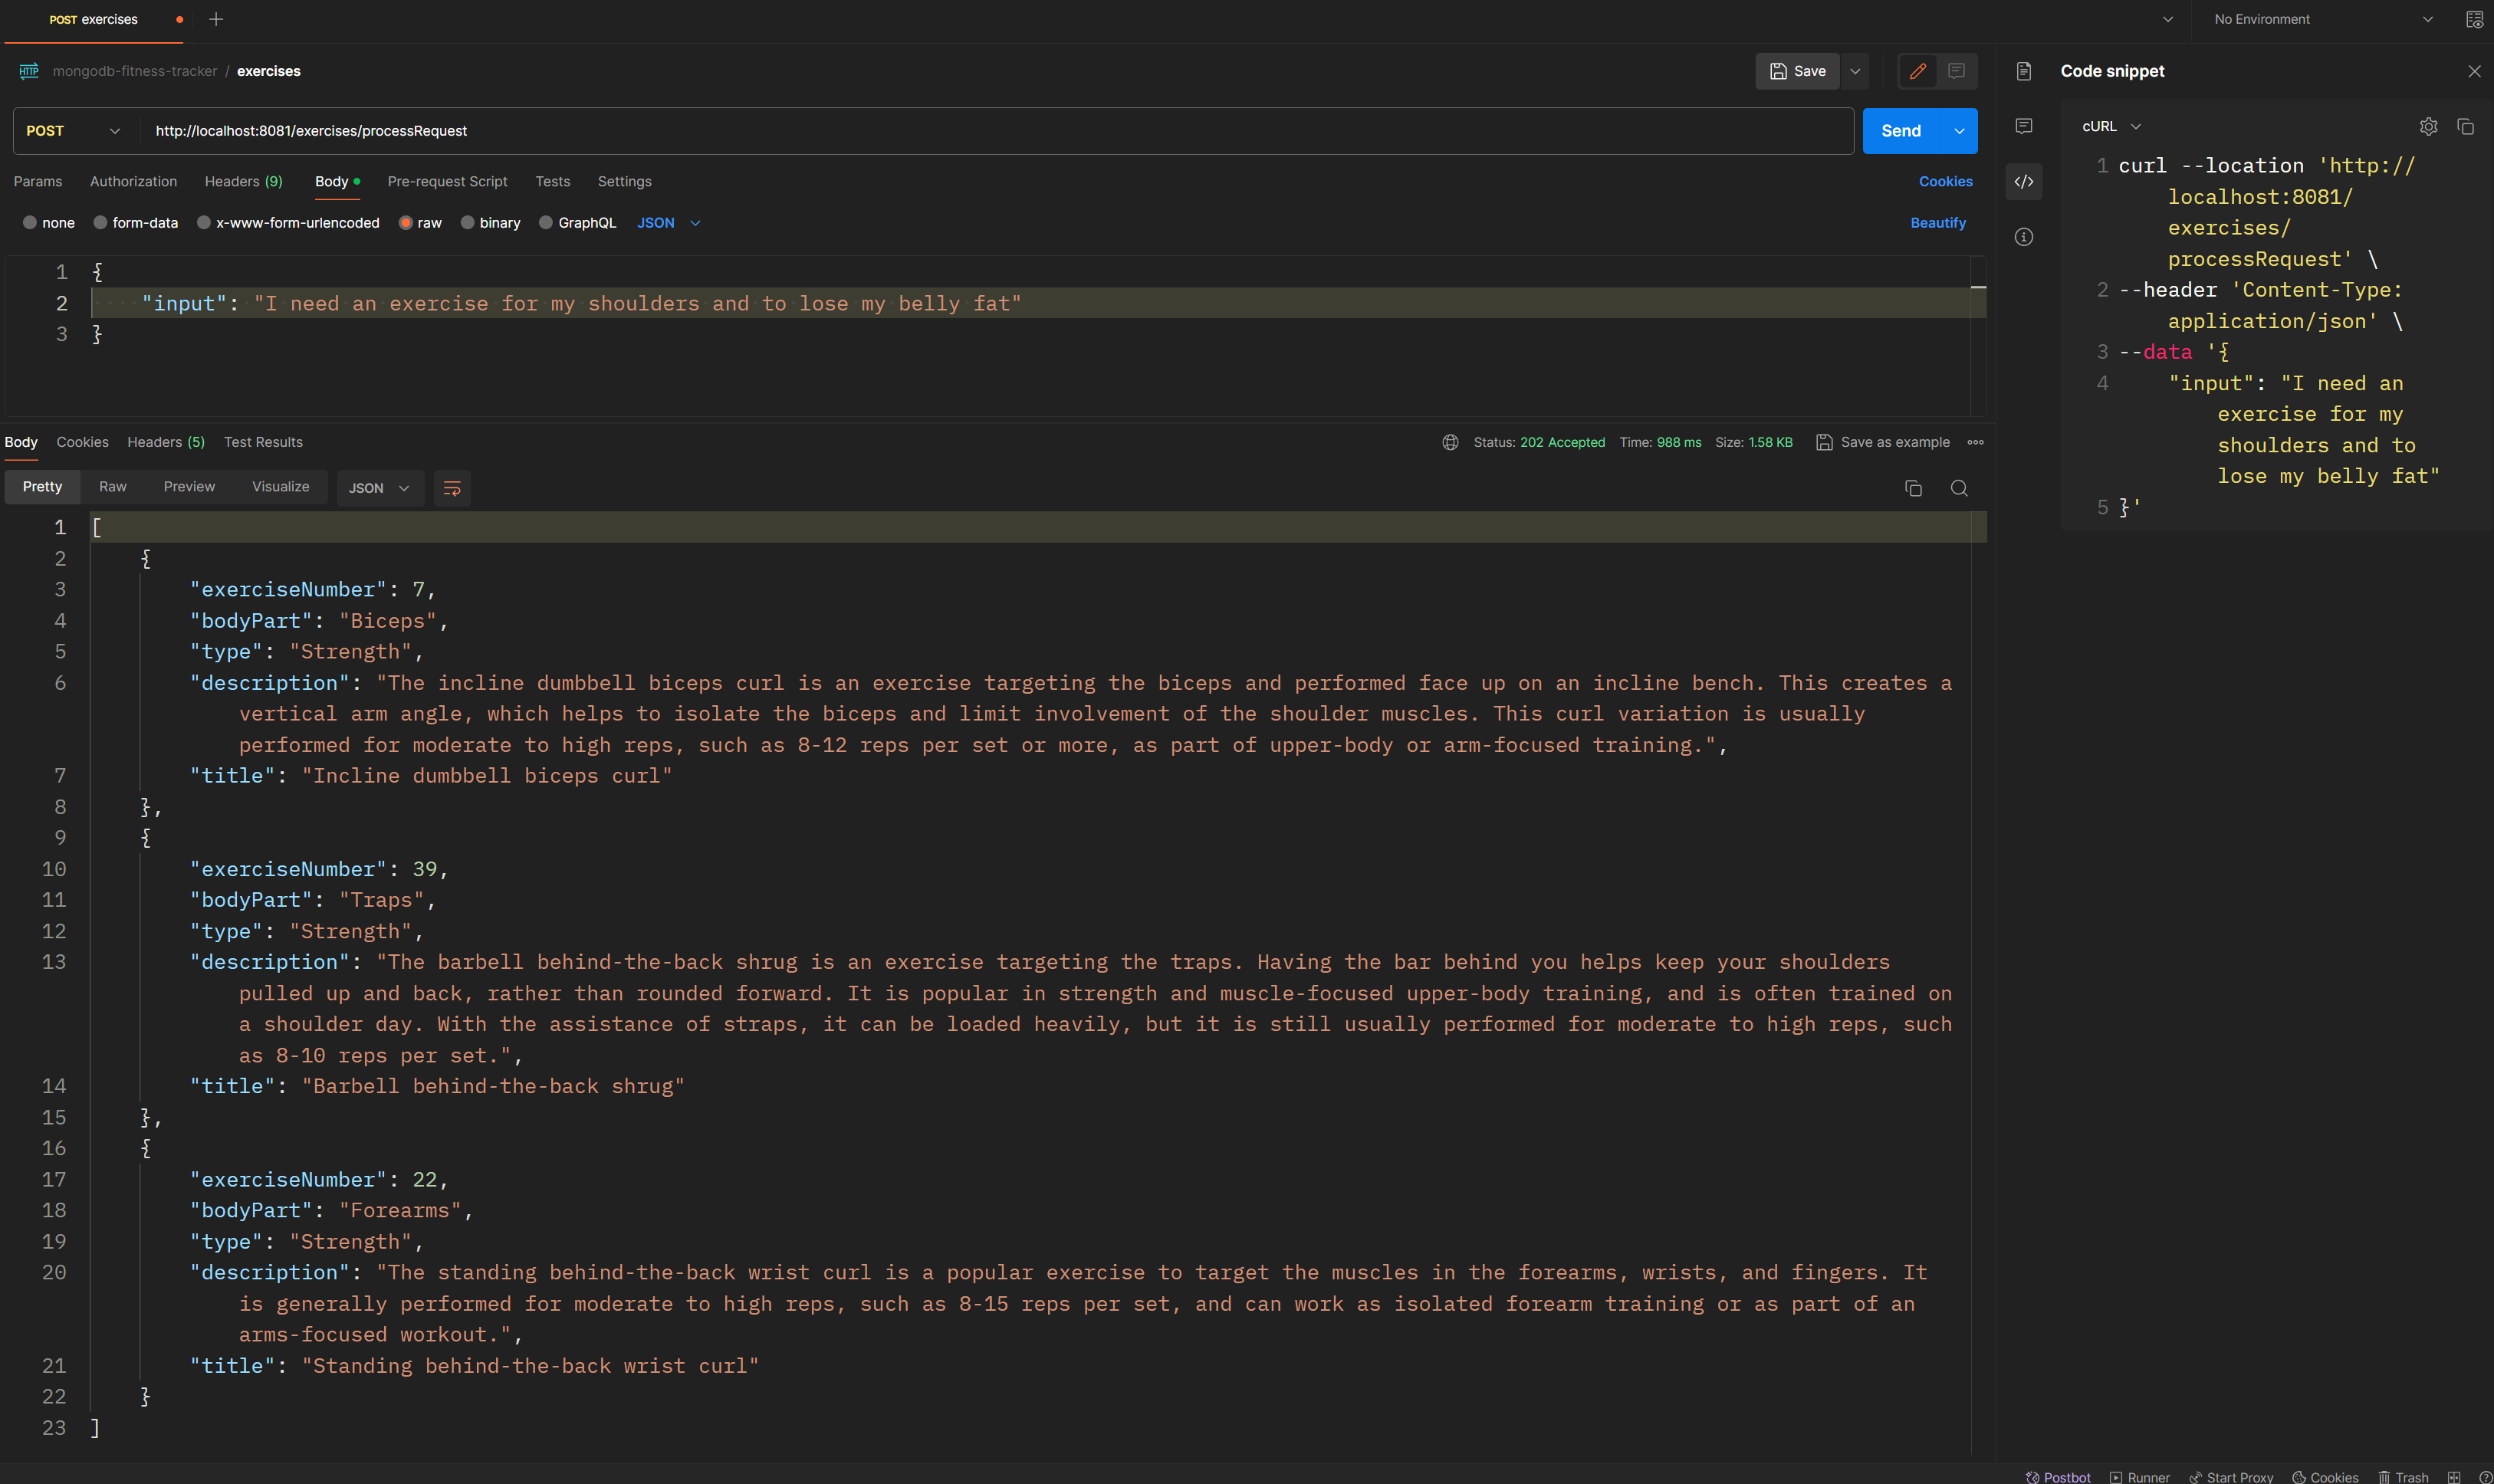 POST exercises
No Environment
HTTP mongodb-fitness-tracker / exercises
Save
Code snippet
POST http://localhost:8081/exercises/processRequest
Send
Params Authorization Headers (9) Body Pre-request Script Tests Settings
Cookies
none form-data x-www-form-urlencoded raw binary GraphQL JSON
Beautify
1 {
2 "input": "I need an exercise for my shoulders and to lose my belly fat"
3 }
cURL
1 curl --location 'http://
localhost:8081/
exercises/
processRequest' \
2 --header 'Content-Type:
application/json' \
3 --data '{
4 "input": "I need an
exercise for my
shoulders and to
lose my belly fat"
5 }'
Body Cookies Headers (5) Test Results
Status: 202 Accepted Time: 988 ms Size: 1.58 KB Save as example
Pretty Raw Preview Visualize JSON
1 [
2 {
3 "exerciseNumber": 7,
4 "bodyPart": "Biceps",
5 "type": "Strength",
6 "description": "The incline dumbbell biceps curl is an exercise targeting the biceps and performed face up on an incline bench. This creates a
vertical arm angle, which helps to isolate the biceps and limit involvement of the shoulder muscles. This curl variation is usually
performed for moderate to high reps, such as 8-12 reps per set or more, as part of upper-body or arm-focused training.",
7 "title": "Incline dumbbell biceps curl"
8 },
9 {
10 "exerciseNumber": 39,
11 "bodyPart": "Traps",
12 "type": "Strength",
13 "description": "The barbell behind-the-back shrug is an exercise targeting the traps. Having the bar behind you helps keep your shoulders
pulled up and back, rather than rounded forward. It is popular in strength and muscle-focused upper-body training, and is often trained on
a shoulder day. With the assistance of straps, it can be loaded heavily, but it is still usually performed for moderate to high reps, such
as 8-10 reps per set.",
14 "title": "Barbell behind-the-back shrug"
15 },
16 {
17 "exerciseNumber": 22,
18 "bodyPart": "Forearms",
19 "type": "Strength",
20 "description": "The standing behind-the-back wrist curl is a popular exercise to target the muscles in the forearms, wrists, and fingers. It
is generally performed for moderate to high reps, such as 8-15 reps per set, and can work as isolated forearm training or as part of an
arms-focused workout.",
21 "title": "Standing behind-the-back wrist curl"
22 }
23 ]
Postbot Runner Start Proxy Cookies Trash